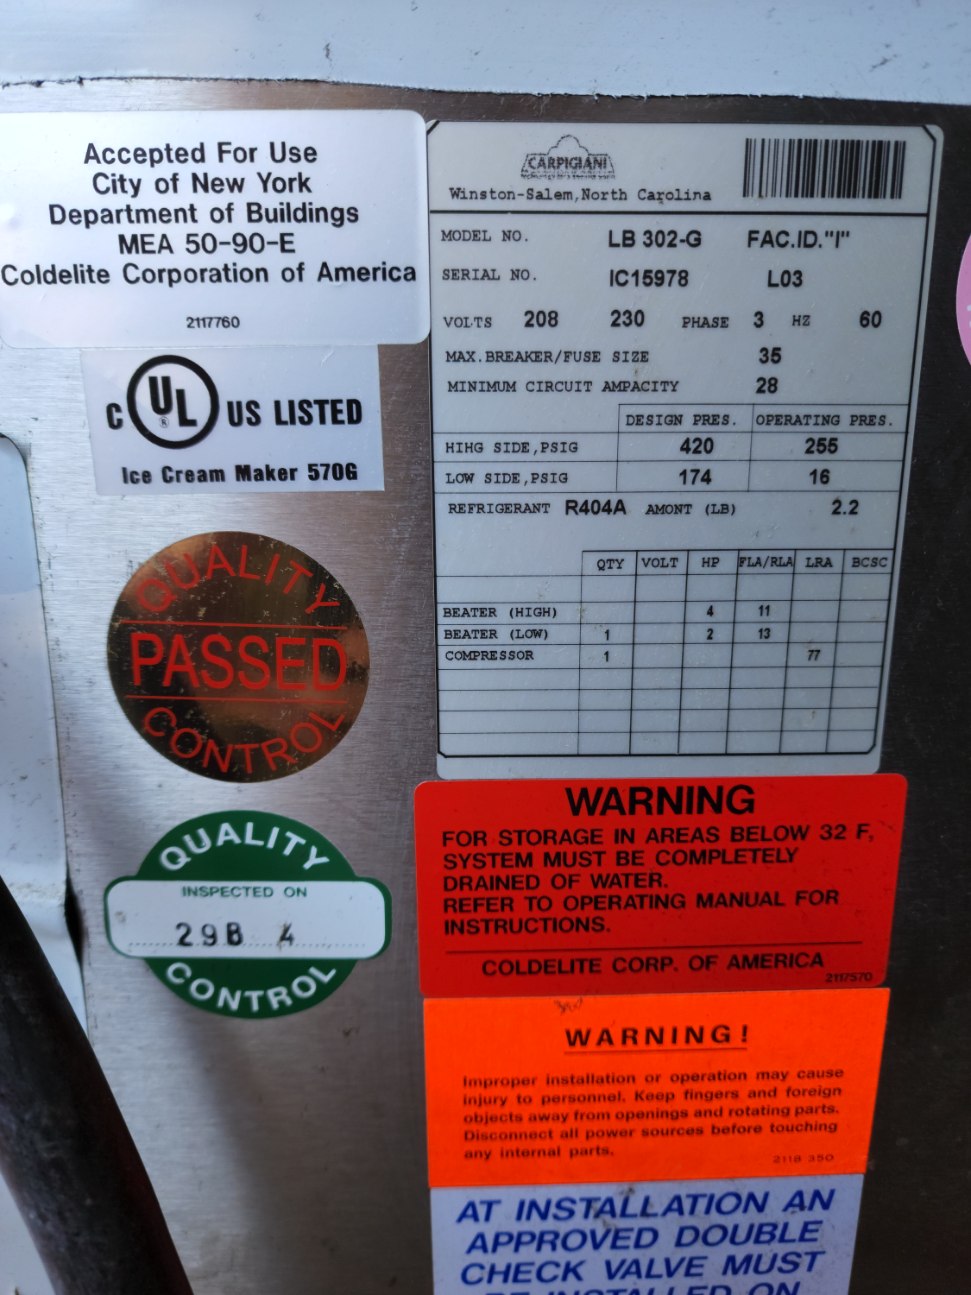 Accepted For Use
City of New York
Department of Buildings
MEA 50-90-E
Coldelite Corporation of America
2117760
C UL ® US LISTED
Ice Cream Maker 570G
QUALITY
PASSED
CONTROL
QUALITY
INSPECTED ON
29B 4
CONTROL
CARPIGIANI
Winston-Salem,North Carolina
MODEL NO. LB 302-G FAC.ID."I"
SERIAL NO. IC15978 L03
VOLTS 208 230 PHASE 3 HZ 60
MAX.BREAKER/FUSE SIZE 35
MINIMUM CIRCUIT AMPACITY 28
DESIGN PRES. OPERATING PRES.
HIHG SIDE,PSIG 420 255
LOW SIDE,PSIG 174 16
REFRIGERANT R404A AMONT (LB) 2.2
QTY VOLT HP FLA/RLA LRA BCSC
BEATER (HIGH) 4 11
BEATER (LOW) 1 2 13
COMPRESSOR 1 77
WARNING
FOR STORAGE IN AREAS BELOW 32 F,
SYSTEM MUST BE COMPLETELY
DRAINED OF WATER.
REFER TO OPERATING MANUAL FOR
INSTRUCTIONS.
COLDELITE CORP. OF AMERICA
2117570
WARNING!
Improper installation or operation may cause
injury to personnel. Keep fingers and foreign
objects away from openings and rotating parts.
Disconnect all power sources before touching
any internal parts.
2118 350
AT INSTALLATION AN
APPROVED DOUBLE
CHECK VALVE MUST
BE INSTALLED ON